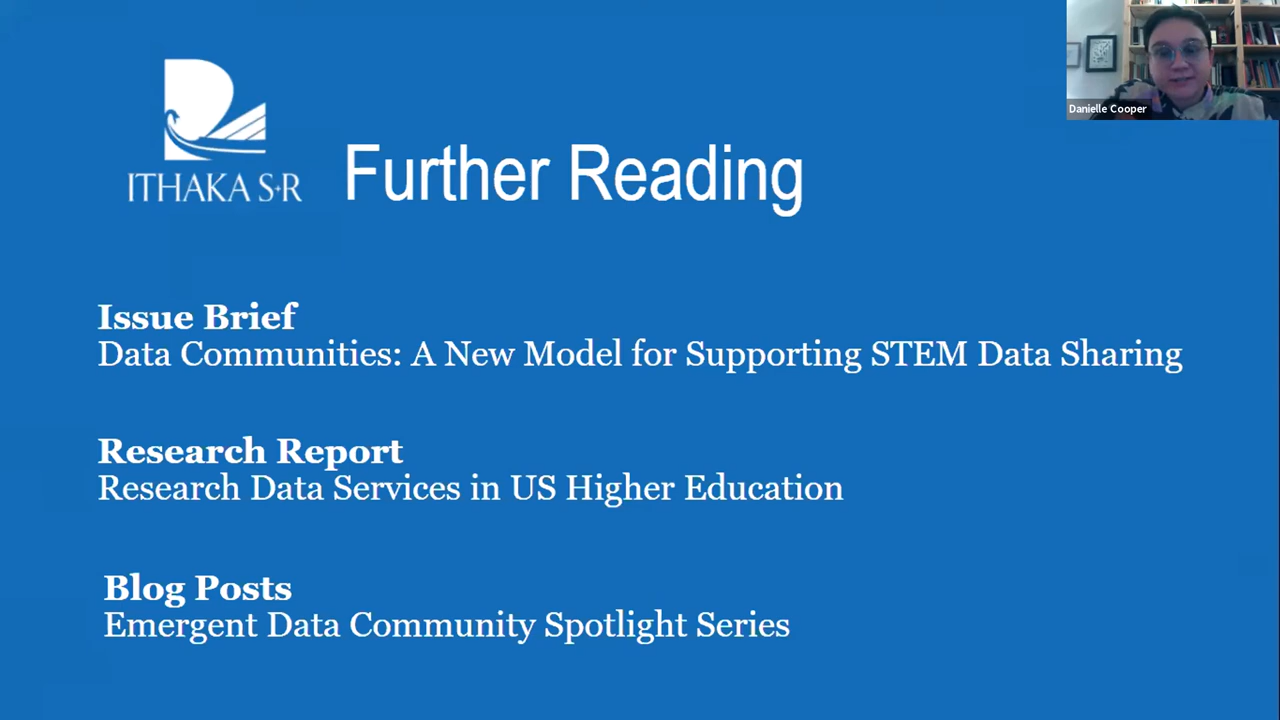 Danielle Cooper
ITHAKA S+R
Further Reading
Issue Brief
Data Communities: A New Model for Supporting STEM Data Sharing
Research Report
Research Data Services in US Higher Education
Blog Posts
Emergent Data Community Spotlight Series